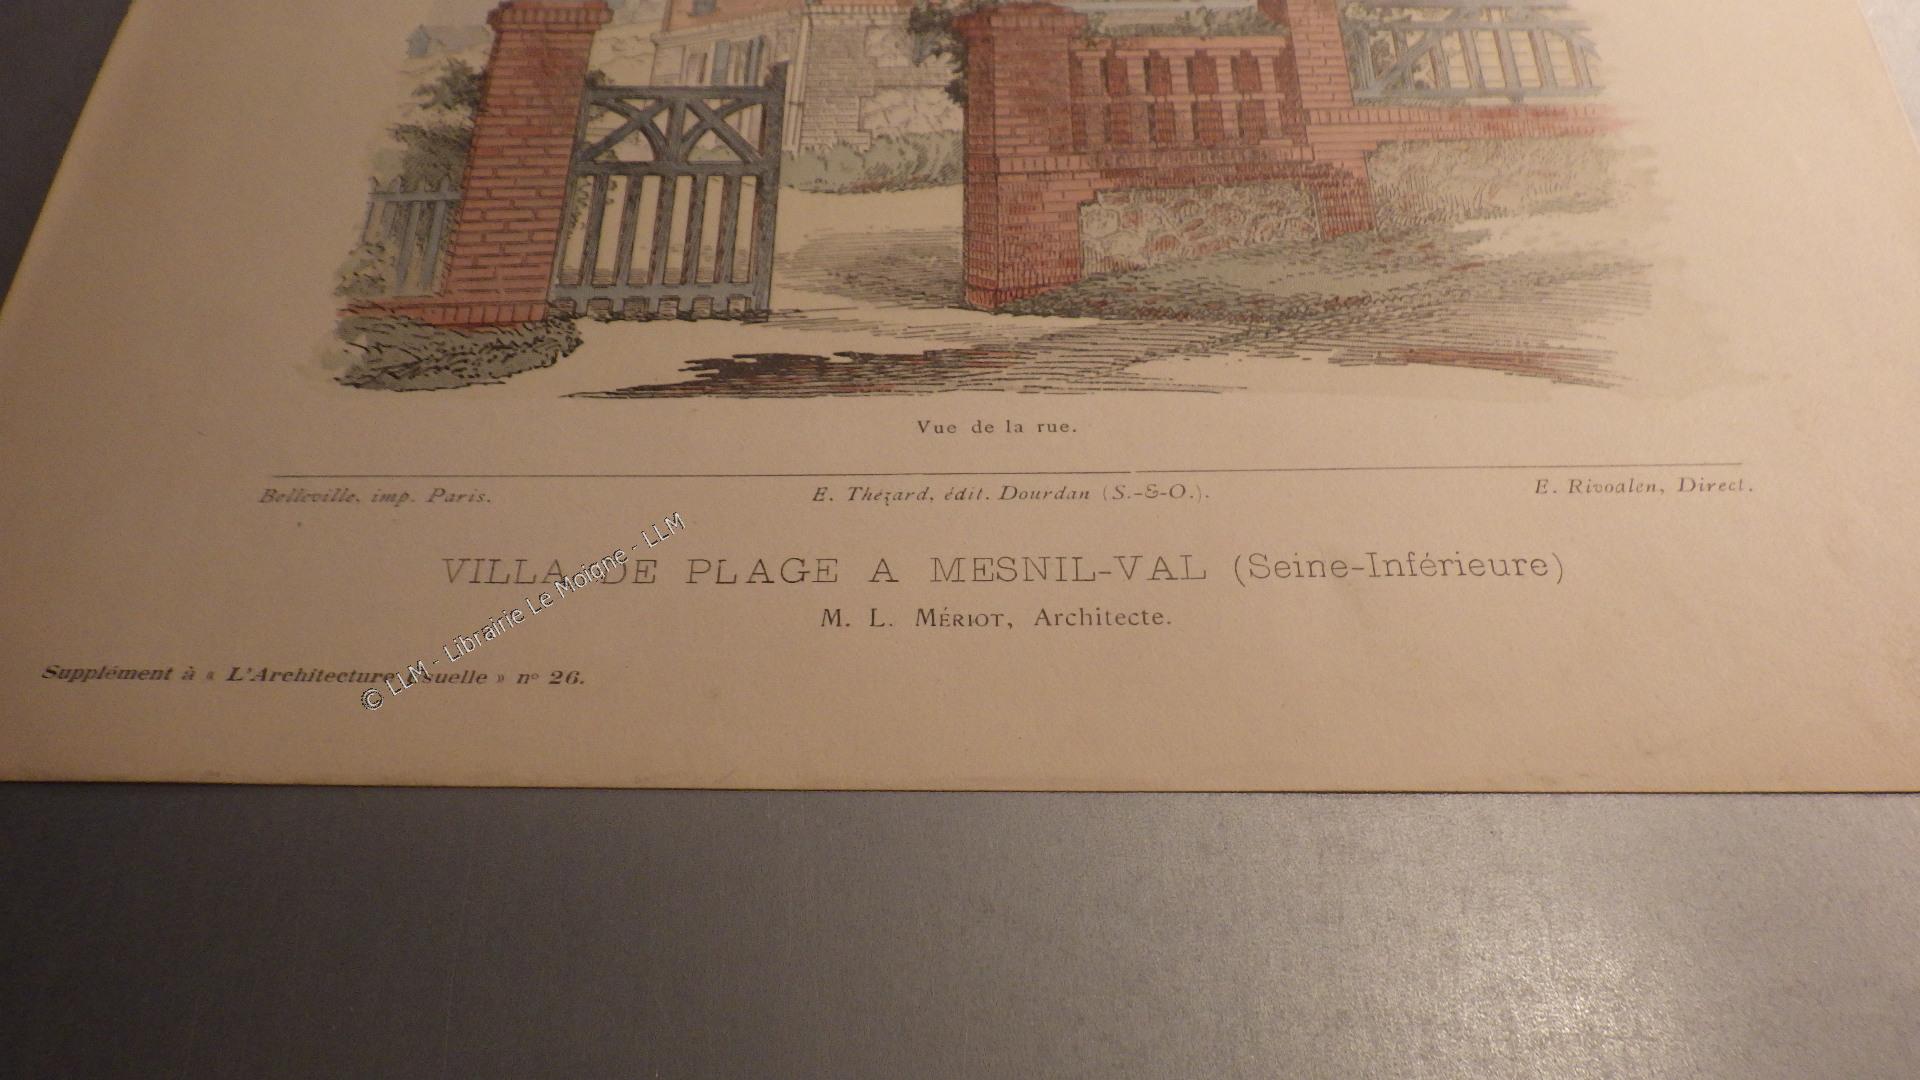 Vue de la rue.
Belleville, imp. Paris. E. Thézard, édit. Dourdan (S.-&-O.). E. Rivoalen, Direct.
VILLA DE PLAGE A MESNIL-VAL (Seine-Inférieure)
M. L. MÉRIOT, Architecte.
Supplément à « L'Architecture Usuelle » nº 26.
© LLM - Librairie Le Moigne - LLM